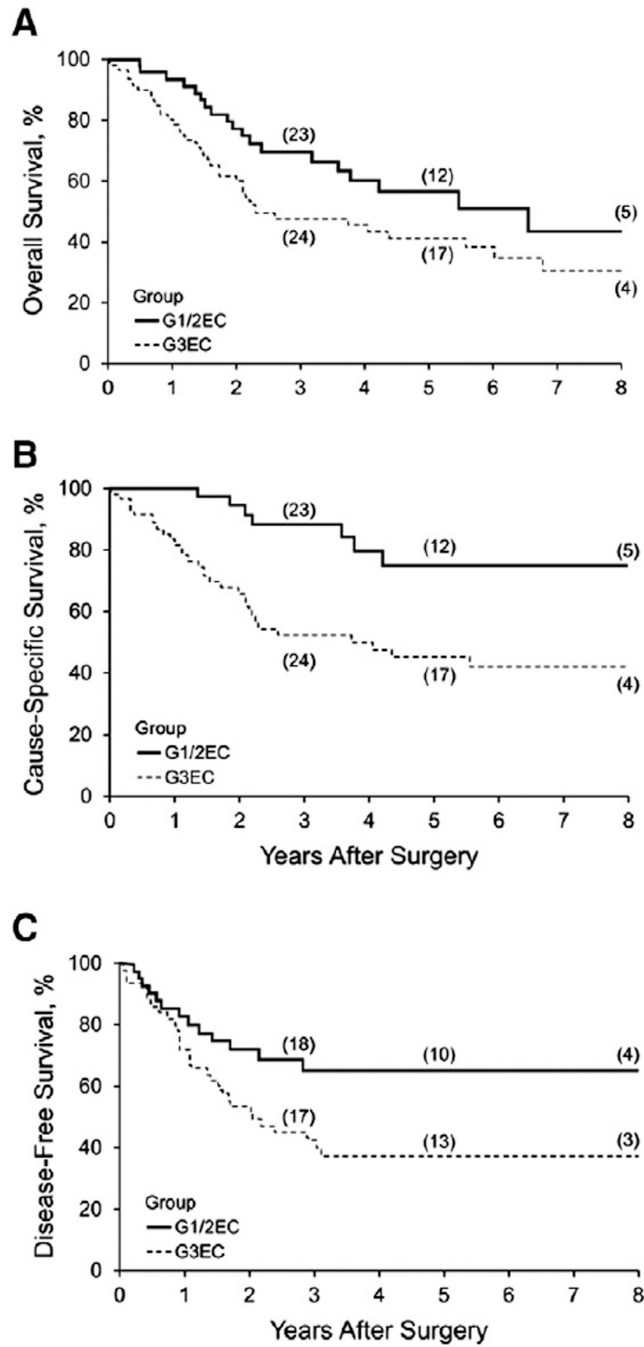 A
Overall Survival, %
100
80
60
40
20
0
(23)
(12)
(5)
(24)
(17)
(4)
Group
G1/2EC
G3EC
0 1 2 3 4 5 6 7 8
B
Cause-Specific Survival, %
100
80
60
40
20
0
(23)
(12)
(5)
(24)
(17)
(4)
Group
G1/2EC
G3EC
0 1 2 3 4 5 6 7 8
Years After Surgery
C
Disease-Free Survival, %
100
80
60
40
20
0
(18)
(10)
(4)
(17)
(13)
(3)
Group
G1/2EC
G3EC
0 1 2 3 4 5 6 7 8
Years After Surgery